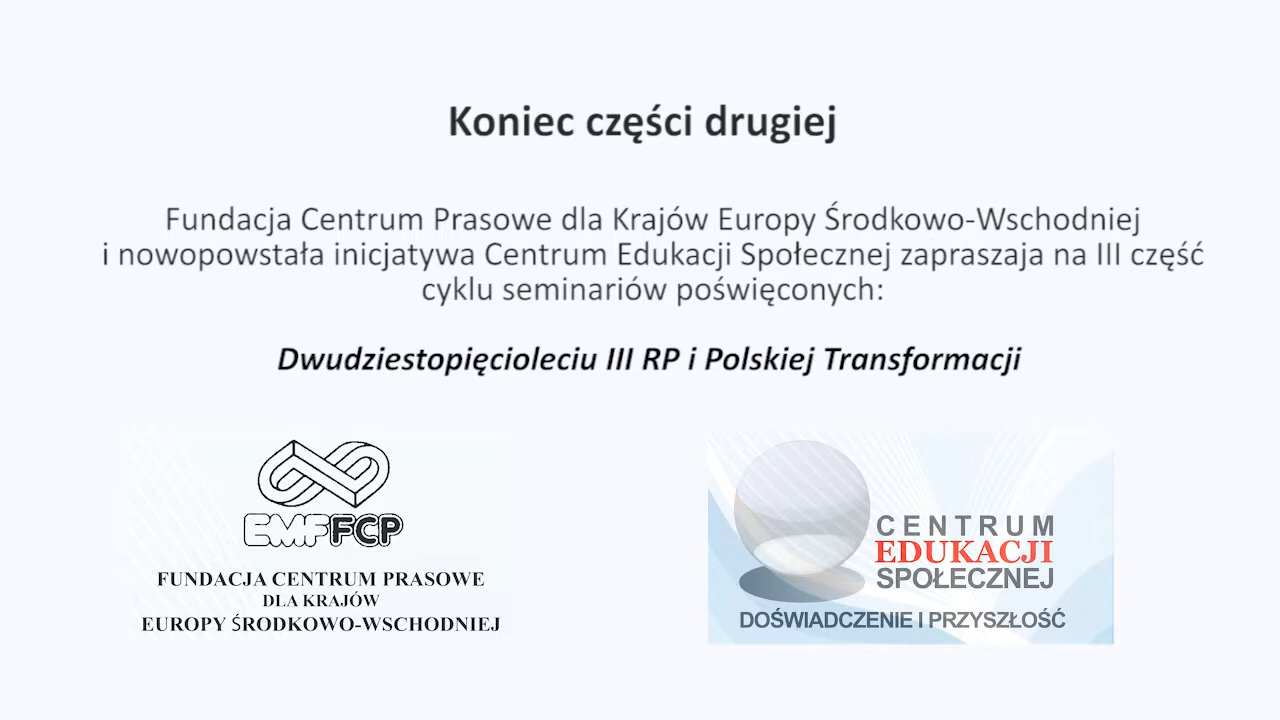 Koniec części drugiej
Fundacja Centrum Prasowe dla Krajów Europy Środkowo-Wschodniej
i nowopowstała inicjatywa Centrum Edukacji Społecznej zapraszaja na III część
cyklu seminariów poświęconych:
Dwudziestopięcioleciu III RP i Polskiej Transformacji
EMFFCP
FUNDACJA CENTRUM PRASOWE
DLA KRAJÓW
EUROPY ŚRODKOWO-WSCHODNIEJ
CENTRUM
EDUKACJI
SPOŁECZNEJ
DOŚWIADCZENIE I PRZYSZŁOŚĆ